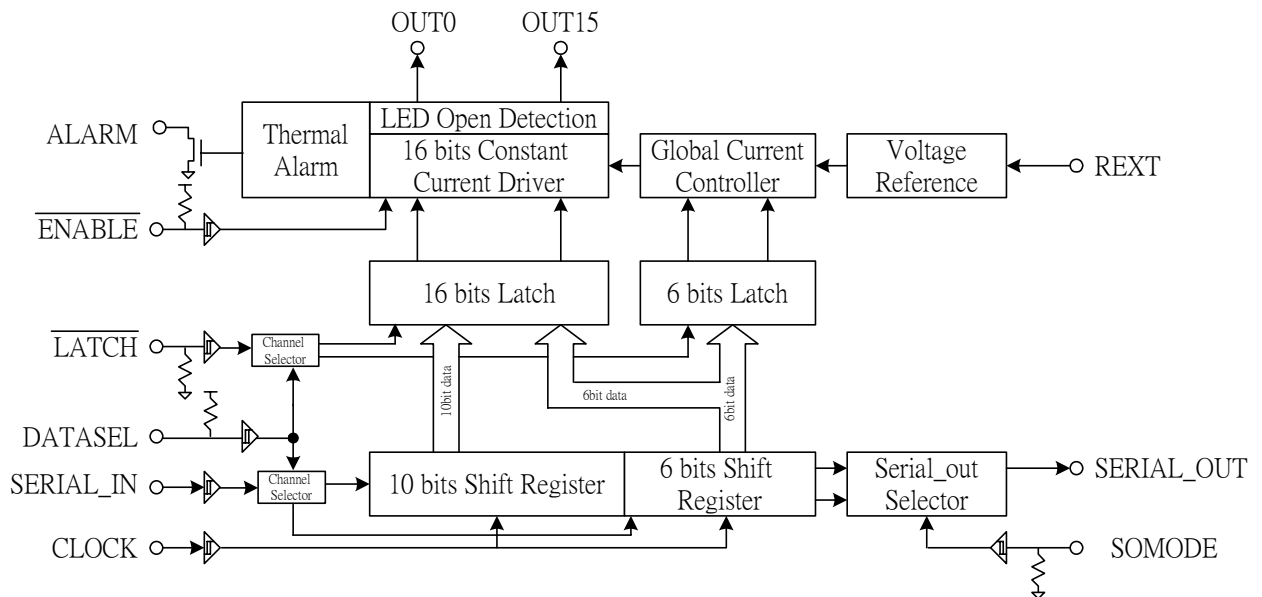 OUT0
OUT15
ALARM
Thermal
Alarm
LED Open Detection
16 bits Constant
Current Driver
Global Current
Controller
Voltage
Reference
REXT
ENABLE
16 bits Latch
6 bits Latch
LATCH
Channel
Selector
10bit data
6bit data
6bit data
DATASEL
SERIAL_IN
Channel
Selector
10 bits Shift Register
6 bits Shift
Register
Serial_out
Selector
SERIAL_OUT
CLOCK
SOMODE